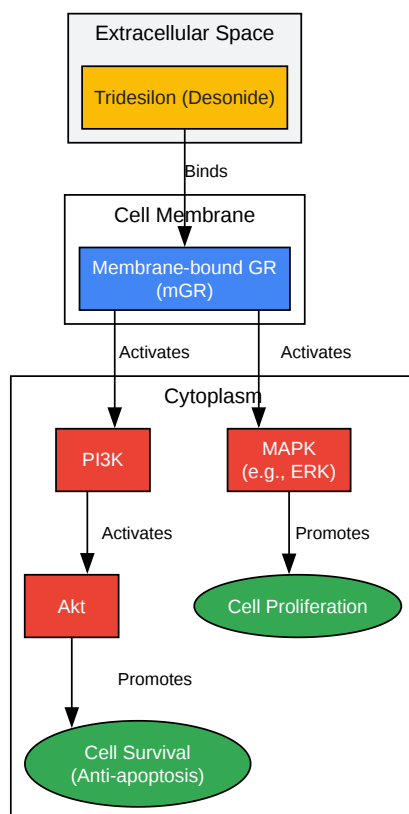 Extracellular Space
Tridesilon (Desonide)
Binds
Cell Membrane
Membrane-bound GR
(mGR)
Activates
Activates
Cytoplasm
PI3K
MAPK
(e.g., ERK)
Activates
Promotes
Akt
Cell Proliferation
Promotes
Cell Survival
(Anti-apoptosis)